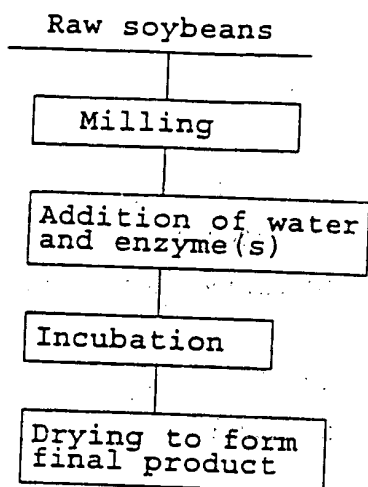 Raw soybeans
Milling
Addition of water
and enzyme(s)
Incubation
Drying to form
final product